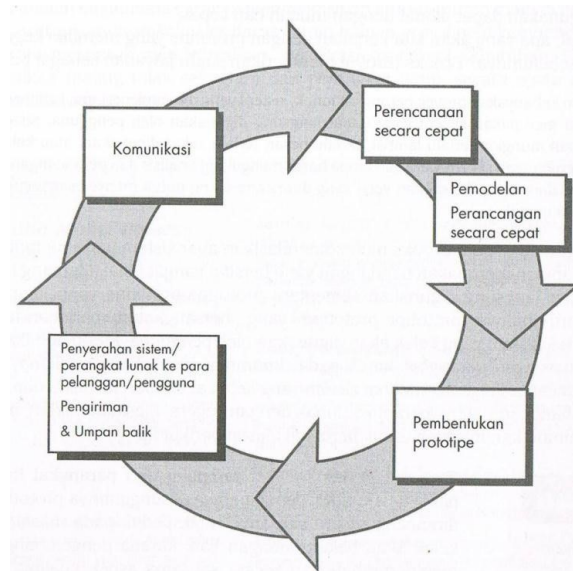 Komunikasi
Perencanaan
secara cepat
Pemodelan
Perancangan
secara cepat
Pembentukan
prototipe
Penyerahan sistem/
perangkat lunak ke para
pelanggan/pengguna
Pengiriman
& Umpan balik